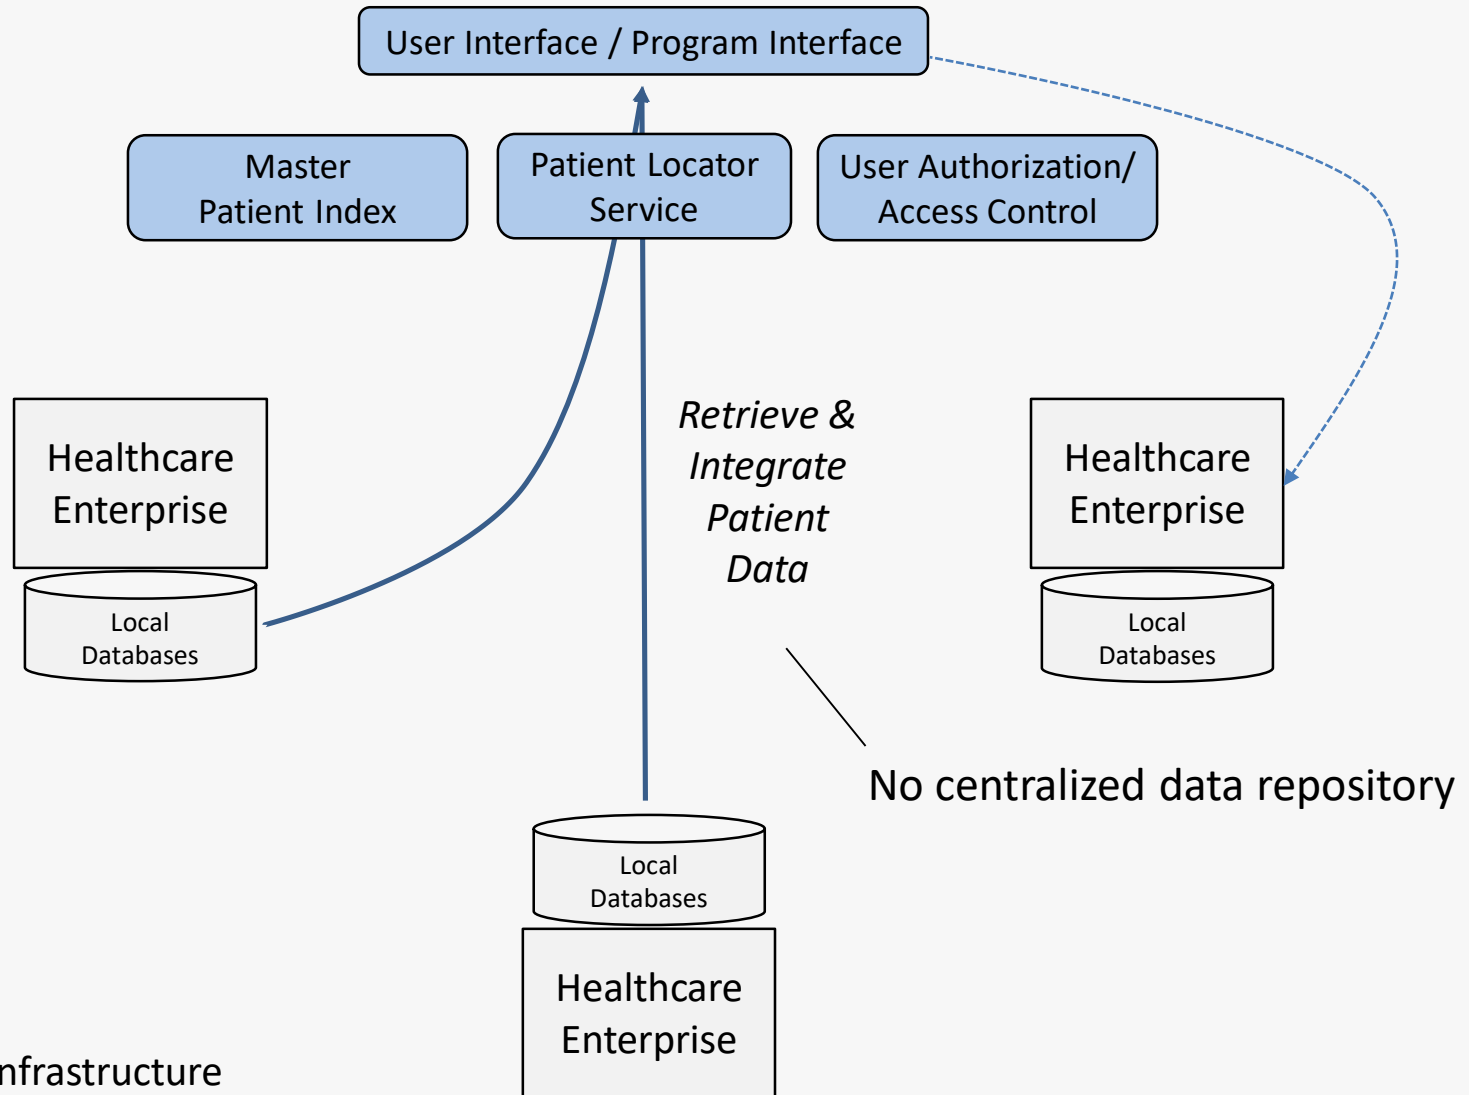 User Interface / Program Interface
Master
Patient Index
Patient Locator
Service
User Authorization/
Access Control
Healthcare
Enterprise
Local
Databases
Retrieve &
Integrate
Patient
Data
Healthcare
Enterprise
Local
Databases
No centralized data repository
Local
Databases
Healthcare
Enterprise
nfrastructure